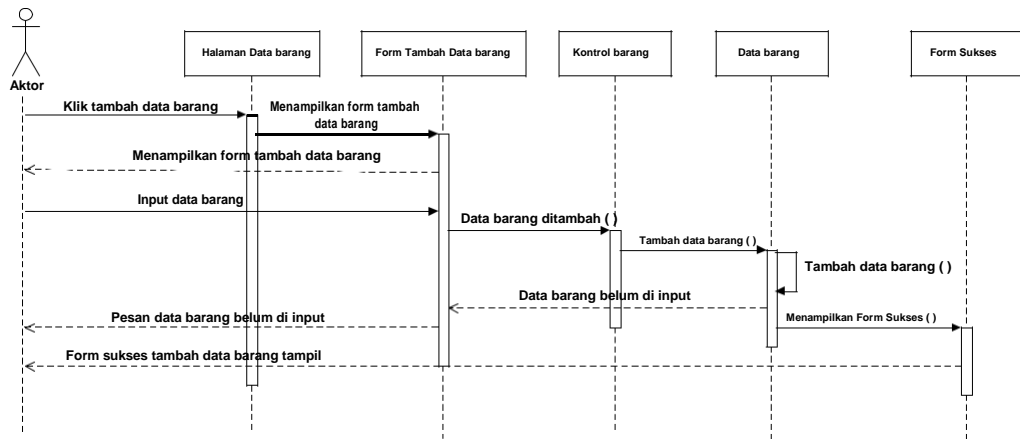 Halaman Data barang
Form Tambah Data barang
Kontrol barang
Data barang
Form Sukses
Aktor
Klik tambah data barang
Menampilkan form tambah
data barang
Menampilkan form tambah data barang
Input data barang
Data barang ditambah ( )
Tambah data barang ( )
Tambah data barang ( )
Data barang belum di input
Pesan data barang belum di input
Menampilkan Form Sukses ( )
Form sukses tambah data barang tampil